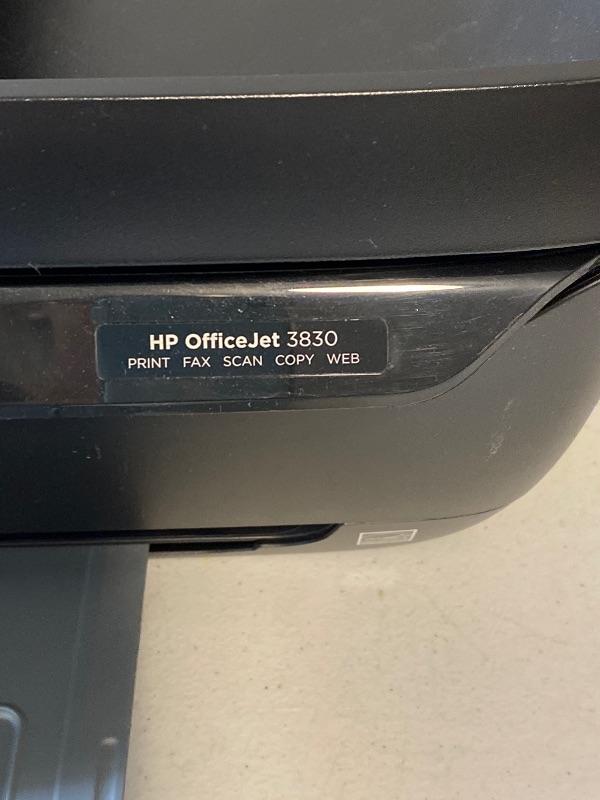 HP OfficeJet 3830
PRINT FAX SCAN COPY WEB